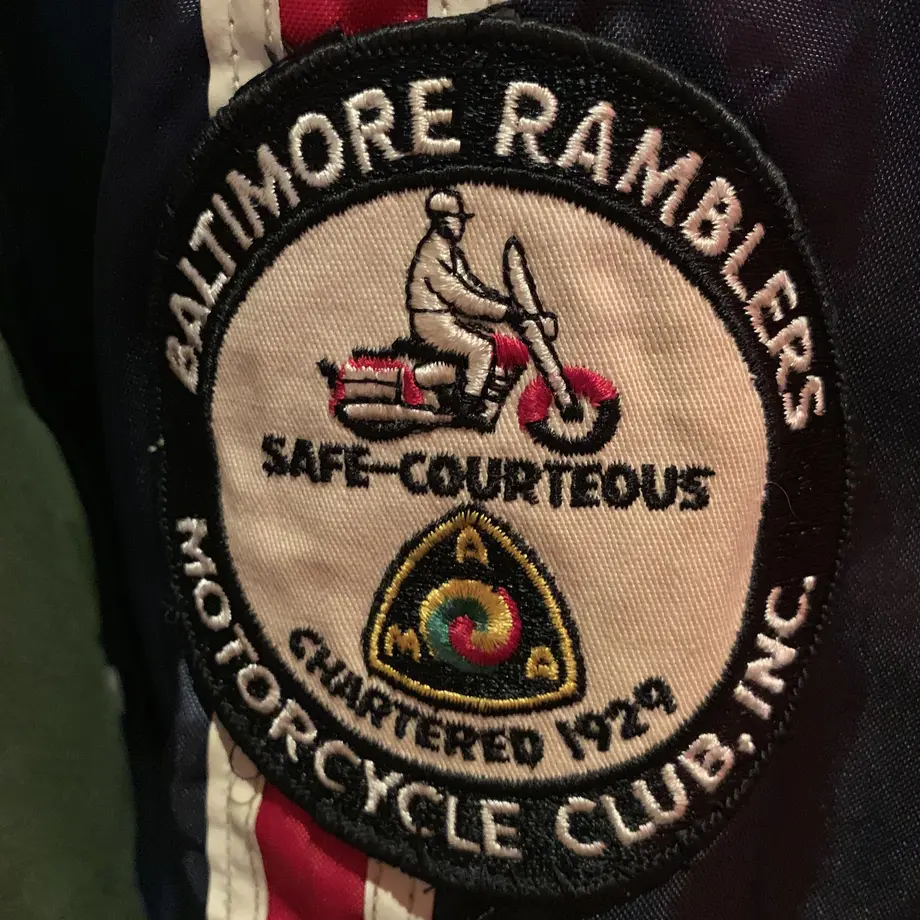 BALTIMORE RAMBLERS
SAFE-COURTEOUS
A
M A
CHARTERED 1929
MOTORCYCLE CLUB, INC.